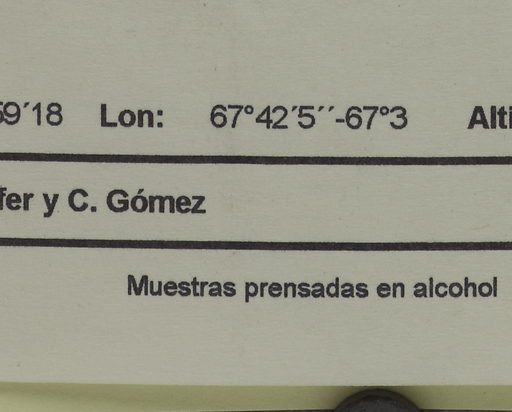 59´18 Lon: 67°42´5´´-67°3 Alti
fer y C. Gómez
Muestras prensadas en alcohol